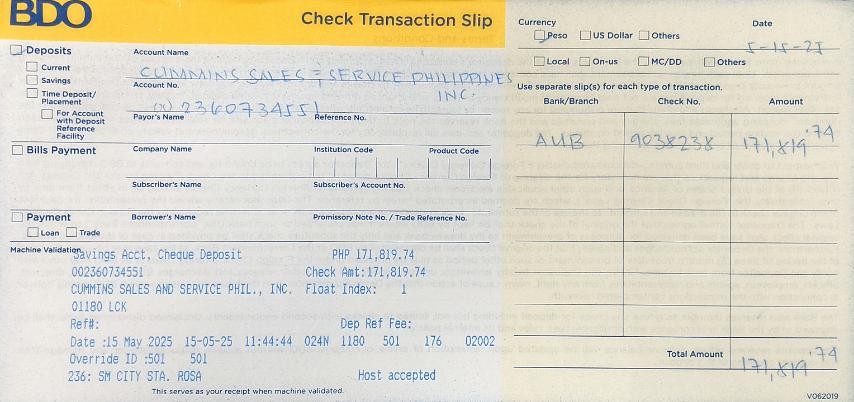 BDO
Check Transaction Slip
Deposits
Current
Savings
Time Deposit/
Placement
For Account
with Deposit
Reference
Facility
Account Name
CUMMINS SALES & SERVICE PHILIPPINES
INC.
Account No.
002360734551
Payor's Name Reference No.
Bills Payment
Company Name Institution Code Product Code
Subscriber's Name Subscriber's Account No.
Payment
Loan Trade
Borrower's Name Promissory Note No. / Trade Reference No.
Machine Validation
Savings Acct, Cheque Deposit PHP 171,819.74
002360734551 Check Amt:171,819.74
CUMMINS SALES AND SERVICE PHIL., INC. Float Index: 1
01180 LCK
Ref#: Dep Ref Fee:
Date :15 May 2025 15-05-25 11:44:44 024N 1180 501 176 02002
Override ID :501 501
236: SM CITY STA. ROSA Host accepted
This serves as your receipt when machine validated.
Currency Date
Peso US Dollar Others
5-15-25
Local On-us MC/DD Others
Use separate slip(s) for each type of transaction.
Bank/Branch Check No. Amount
AUB 9038238 171,819.74
Total Amount 171,819.74
V062019